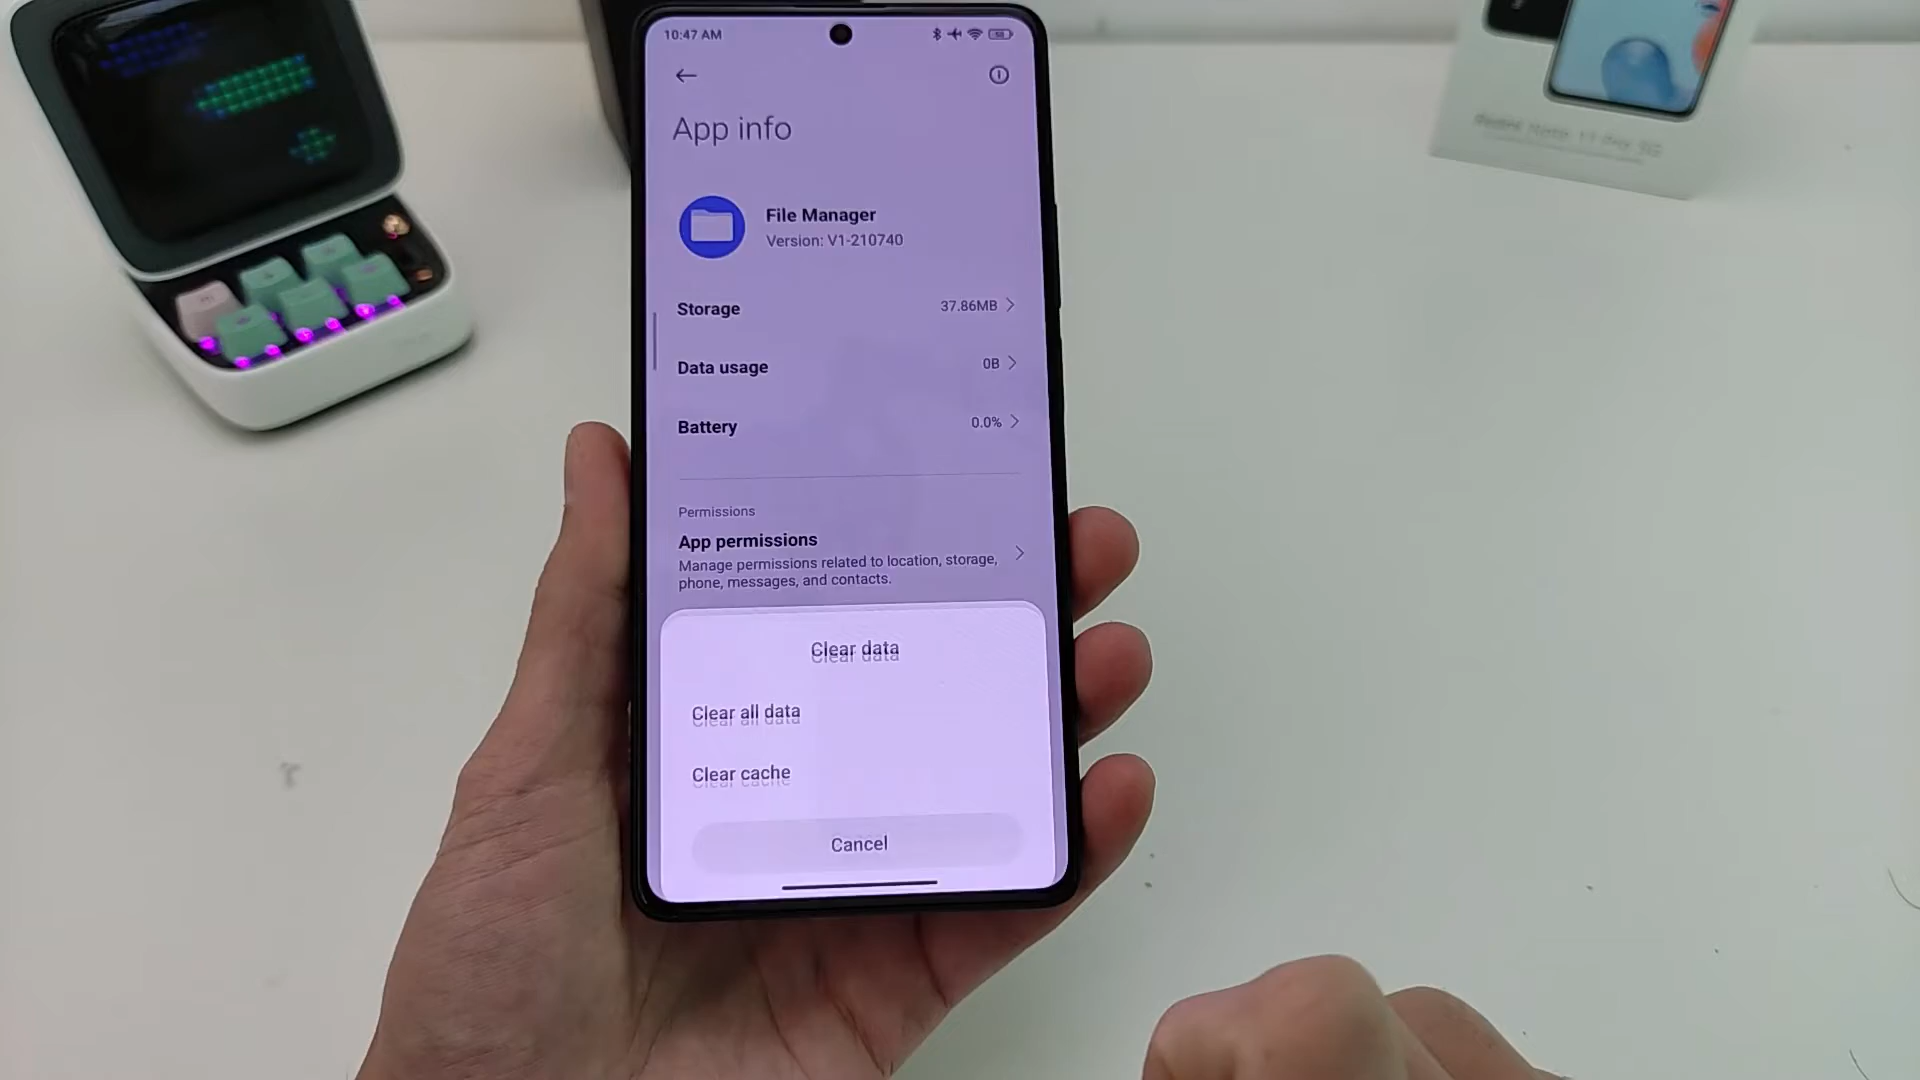 10:47 AM
App info
File Manager
Version: V1-210740
Storage
37.86MB
Data usage
0B
Battery
0.0%
Permissions
App permissions
Manage permissions related to location, storage,
phone, messages, and contacts.
Clear data
Clear all data
Clear cache
Cancel